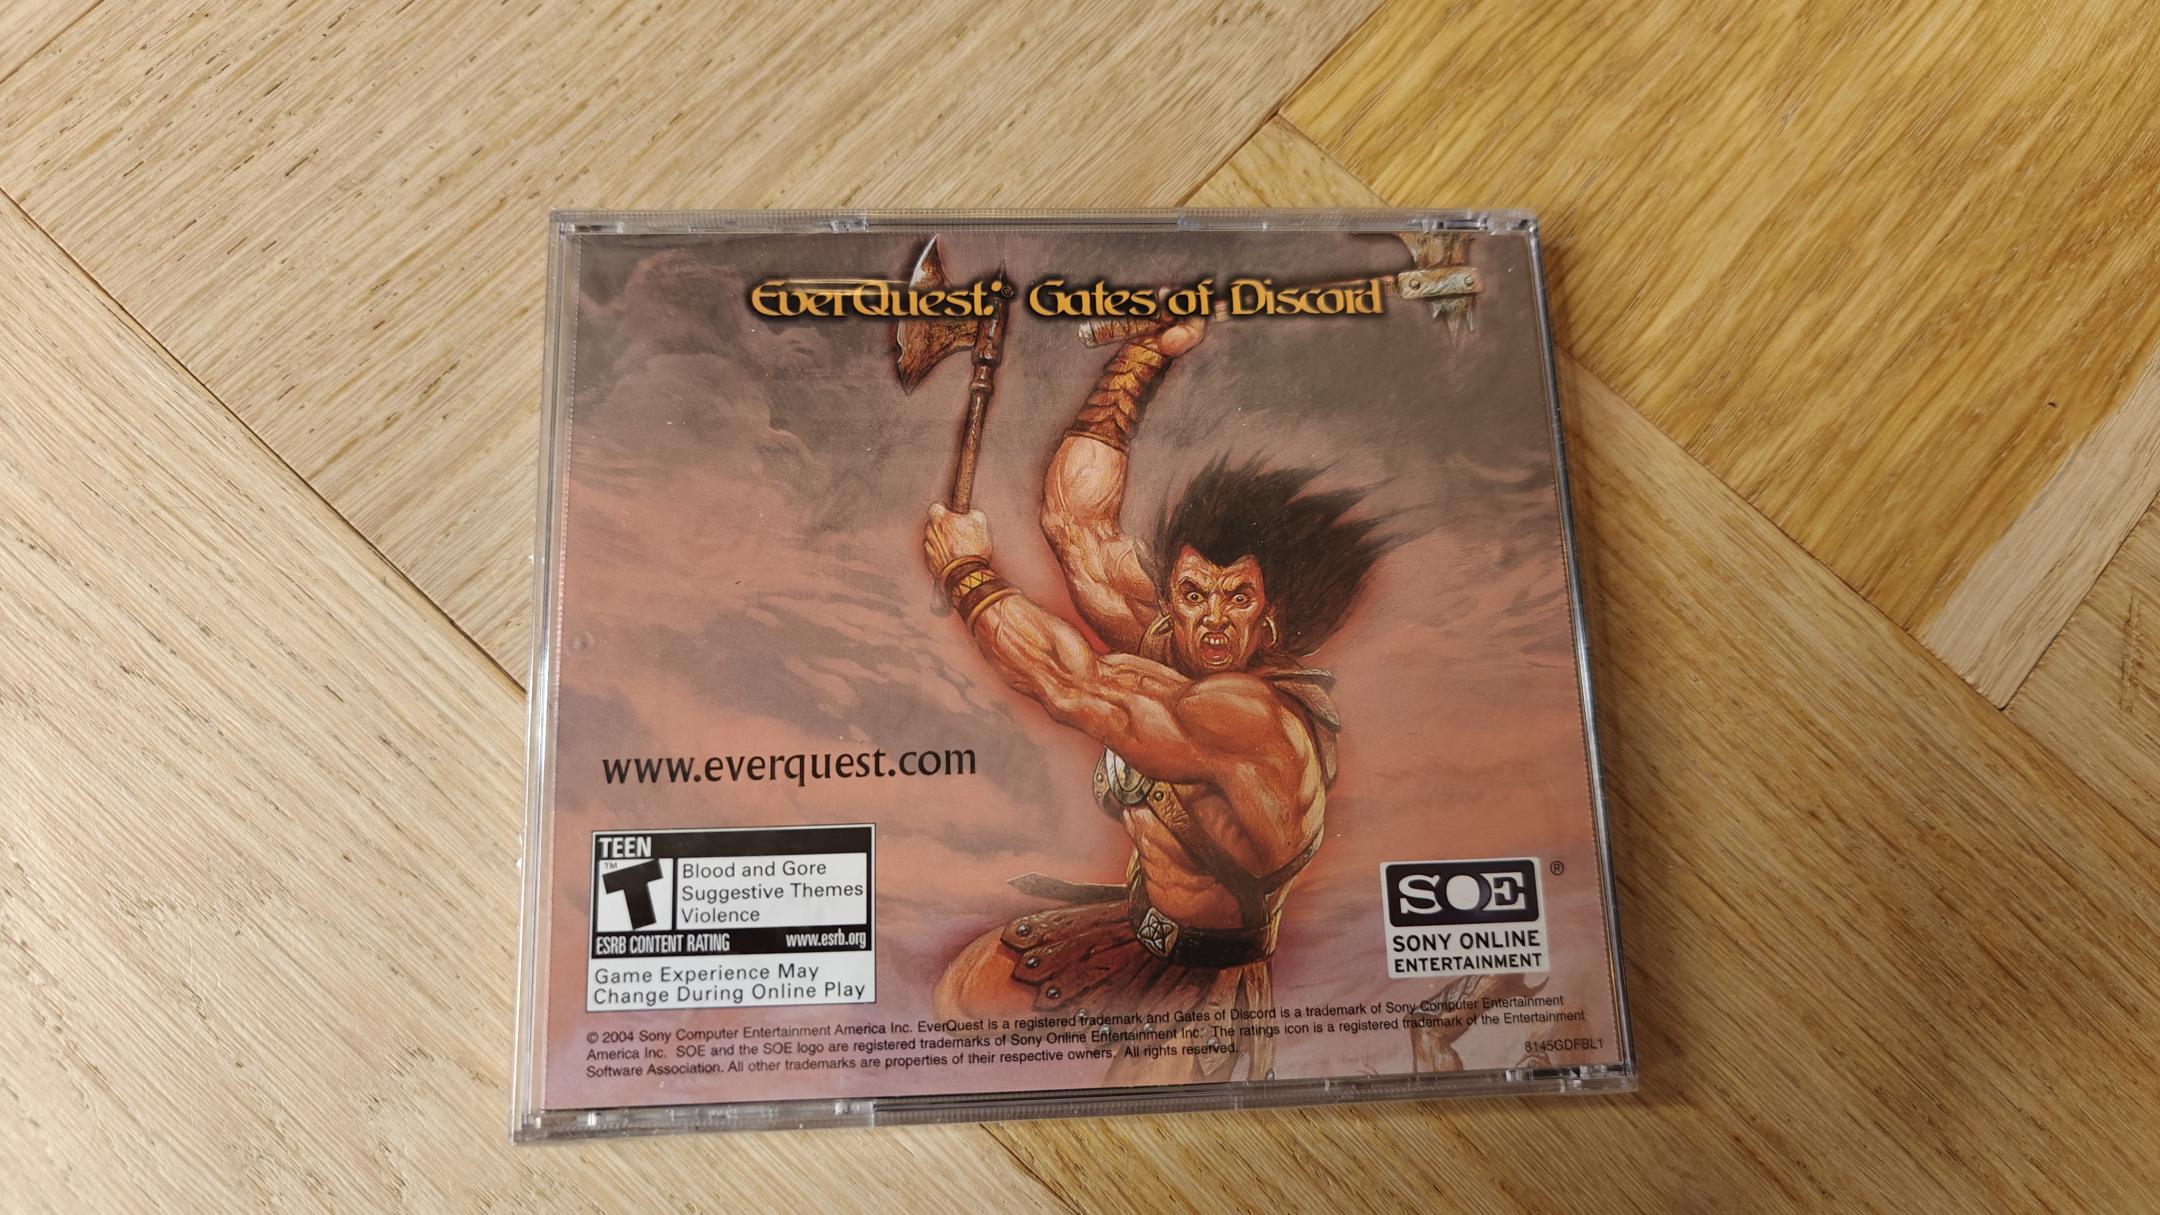 EverQuest:® Gates of Discord
www.everquest.com
TEEN
T™
Blood and Gore
Suggestive Themes
Violence
ESRB CONTENT RATING www.esrb.org
Game Experience May
Change During Online Play
SOE®
SONY ONLINE
ENTERTAINMENT
© 2004 Sony Computer Entertainment America Inc. EverQuest is a registered trademark and Gates of Discord is a trademark of Sony Computer Entertainment
America Inc. SOE and the SOE logo are registered trademarks of Sony Online Entertainment Inc. The ratings icon is a registered trademark of the Entertainment
Software Association. All other trademarks are properties of their respective owners. All rights reserved.
8145GDFBL1